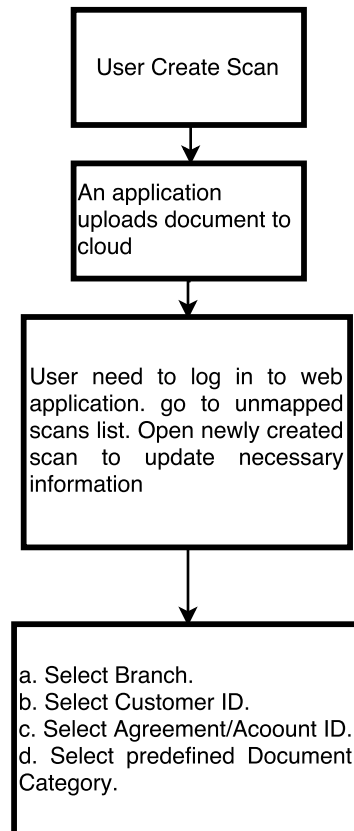 User Create Scan
An application
uploads document to
cloud
User need to log in to web
application. go to unmapped
scans list. Open newly created
scan to update necessary
information
a. Select Branch.
b. Select Customer ID.
c. Select Agreement/Acoount ID.
d. Select predefined Document
Category.